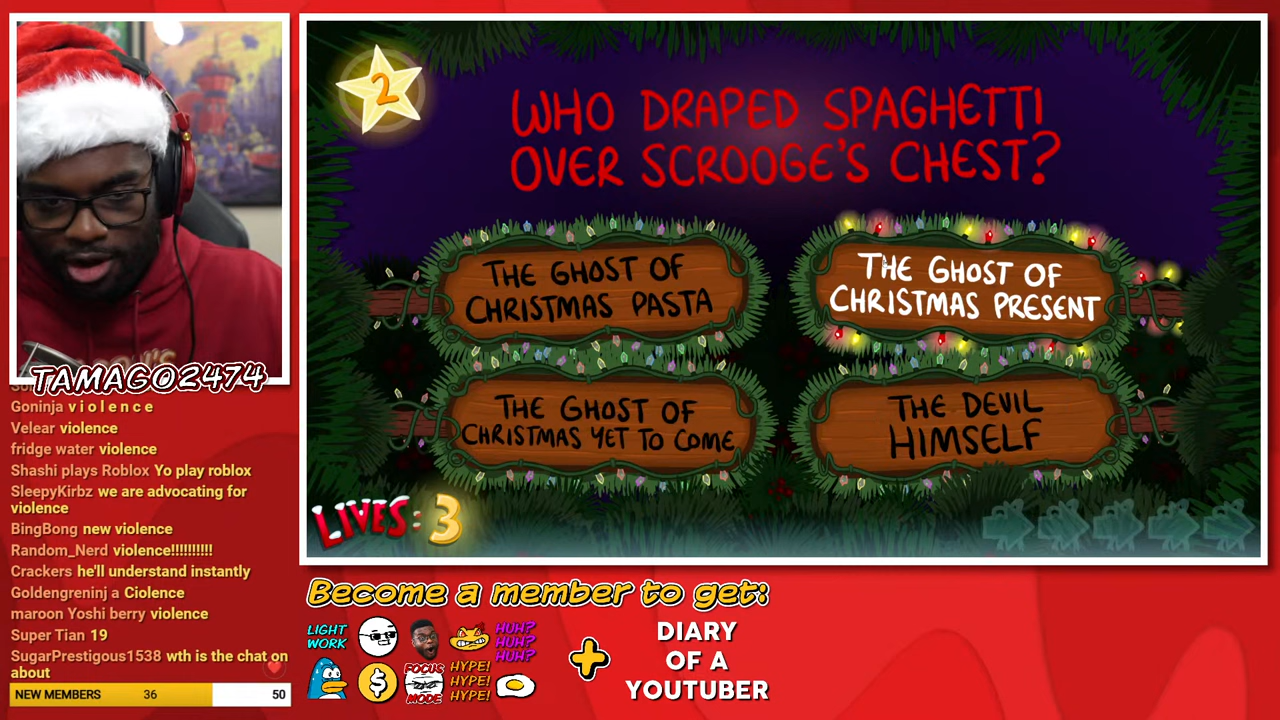 2
WHO DRAPED SPAGHETTI
OVER SCROOGE'S CHEST?
THE GHOST OF
CHRISTMAS PASTA
THE GHOST OF
CHRISTMAS PRESENT
THE GHOST OF
CHRISTMAS YET TO COME
THE DEVIL
HIMSELF
LIVES: 3
TAMAGO2474
Goninja v i o l e n c e
Velear violence
fridge water violence
Shashi plays Roblox Yo play roblox
SleepyKirbz we are advocating for
violence
BingBong new violence
Random_Nerd violence!!!!!!!!!!
Crackers he'll understand instantly
Goldengreninj a Ciolence
maroon Yoshi berry violence
Super Tian 19
SugarPrestigous1538 wth is the chat on
about
NEW MEMBERS 36 50
Become a member to get:
LIGHT
WORK
HUH?
HUH?
HUH?
$
FOCUS
MODE
HYPE!
HYPE!
HYPE!
+
DIARY
OF A
YOUTUBER